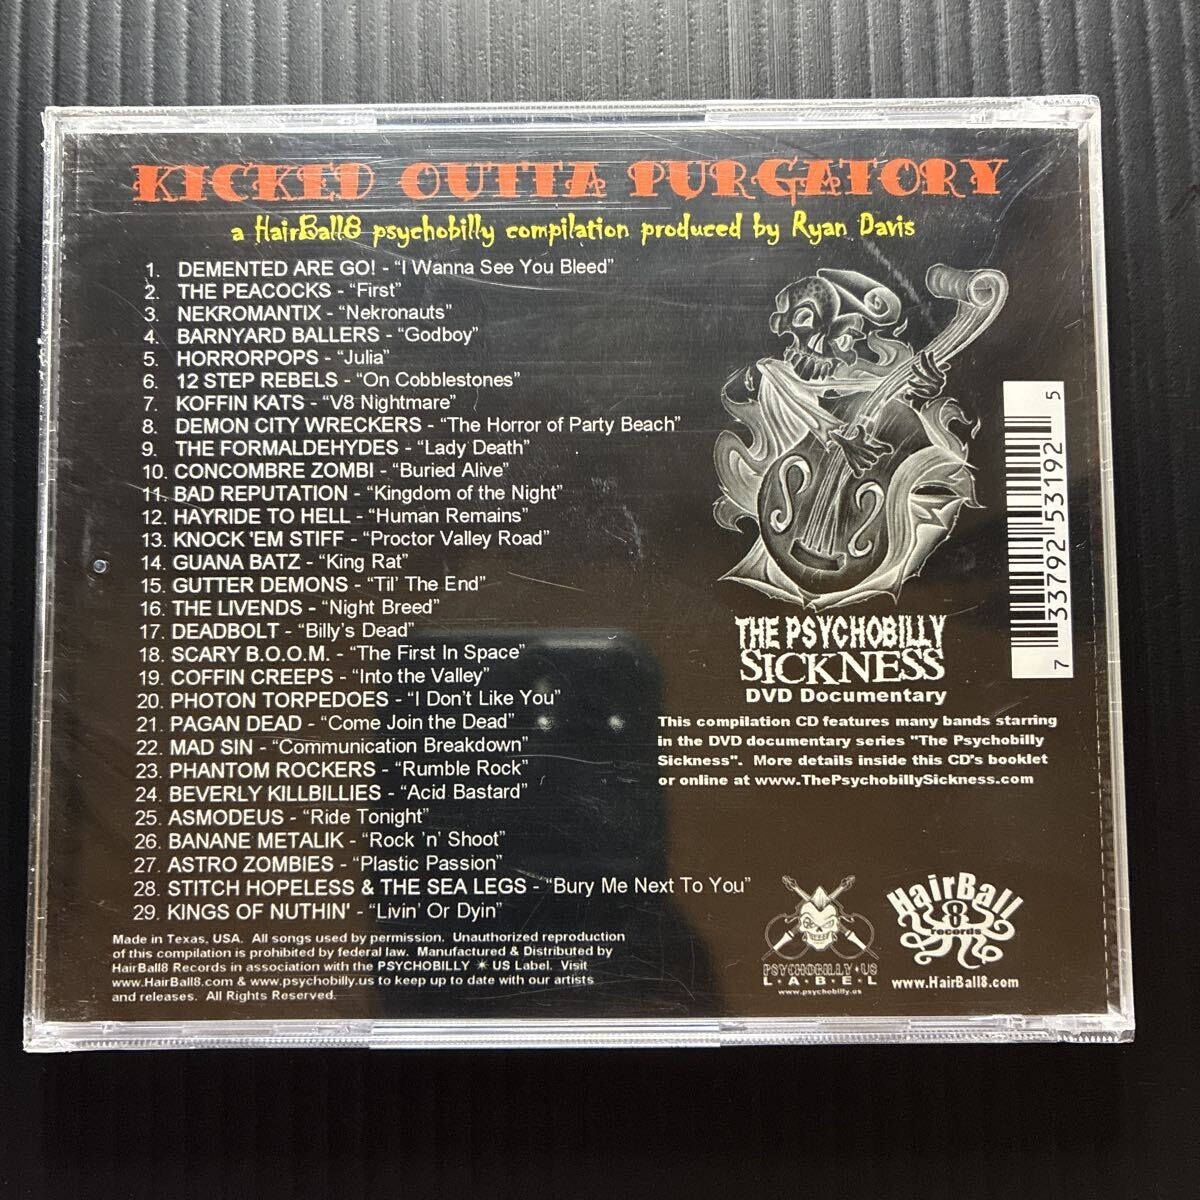 KICKED OUTTA PURGATORY
a HairBall8 psychobilly compilation produced by Ryan Davis
1. DEMENTED ARE GO! - “I Wanna See You Bleed”
2. THE PEACOCKS - “First”
3. NEKROMANTIX - “Nekronauts”
4. BARNYARD BALLERS - “Godboy”
5. HORRORPOPS - “Julia”
6. 12 STEP REBELS - “On Cobblestones”
7. KOFFIN KATS - “V8 Nightmare”
8. DEMON CITY WRECKERS - “The Horror of Party Beach”
9. THE FORMALDEHYDES - “Lady Death”
10. CONCOMBRE ZOMBI - “Buried Alive”
11. BAD REPUTATION - “Kingdom of the Night”
12. HAYRIDE TO HELL - “Human Remains”
13. KNOCK 'EM STIFF - “Proctor Valley Road”
14. GUANA BATZ - “King Rat”
15. GUTTER DEMONS - “Til’ The End”
16. THE LIVENDS - “Night Breed”
17. DEADBOLT - “Billy’s Dead”
18. SCARY B.O.O.M. - “The First In Space”
19. COFFIN CREEPS - “Into the Valley”
20. PHOTON TORPEDOES - “I Don’t Like You”
21. PAGAN DEAD - “Come Join the Dead”
22. MAD SIN - “Communication Breakdown”
23. PHANTOM ROCKERS - “Rumble Rock”
24. BEVERLY KILLBILLIES - “Acid Bastard”
25. ASMODEUS - “Ride Tonight”
26. BANANE METALIK - “Rock ’n’ Shoot”
27. ASTRO ZOMBIES - “Plastic Passion”
28. STITCH HOPELESS & THE SEA LEGS - “Bury Me Next To You”
29. KINGS OF NUTHIN' - “Livin’ Or Dyin”
Made in Texas, USA. All songs used by permission. Unauthorized reproduction
of this compilation is prohibited by federal law. Manufactured & Distributed by
HairBall8 Records in association with the PSYCHOBILLY ✶ US Label. Visit
www.HairBall8.com & www.psychobilly.us to keep up to date with our artists
and releases. All Rights Reserved.
THE PSYCHOBILLY
SICKNESS
DVD Documentary
This compilation CD features many bands starring
in the DVD documentary series "The Psychobilly
Sickness". More details inside this CD's booklet
or online at www.ThePsychobillySickness.com
7 33792 53192 5
PSYCHOBILLY✶US
L•A•B•E•L
www.psychobilly.us
HairBall
8
records
www.HairBall8.com